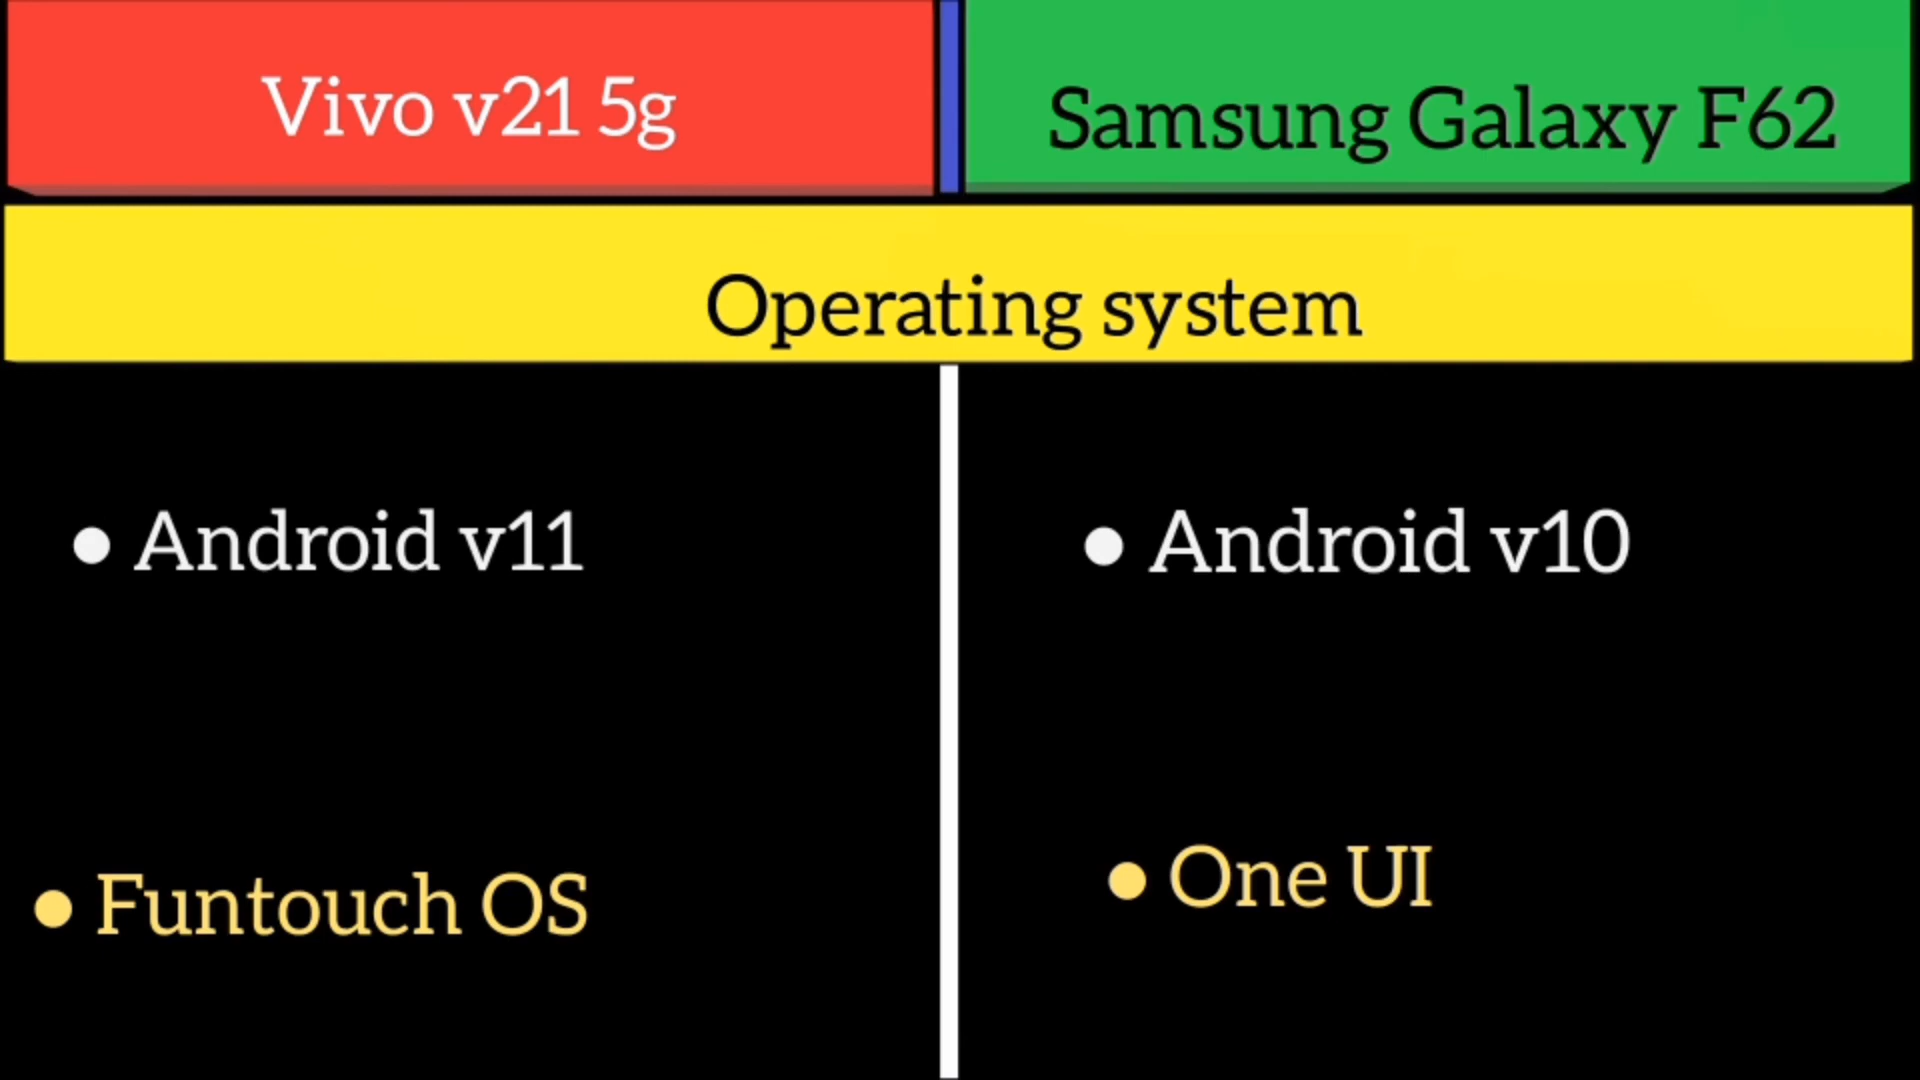 Vivo v21 5g
Samsung Galaxy F62
Operating system
• Android v11
• Android v10
• Funtouch OS
• One UI